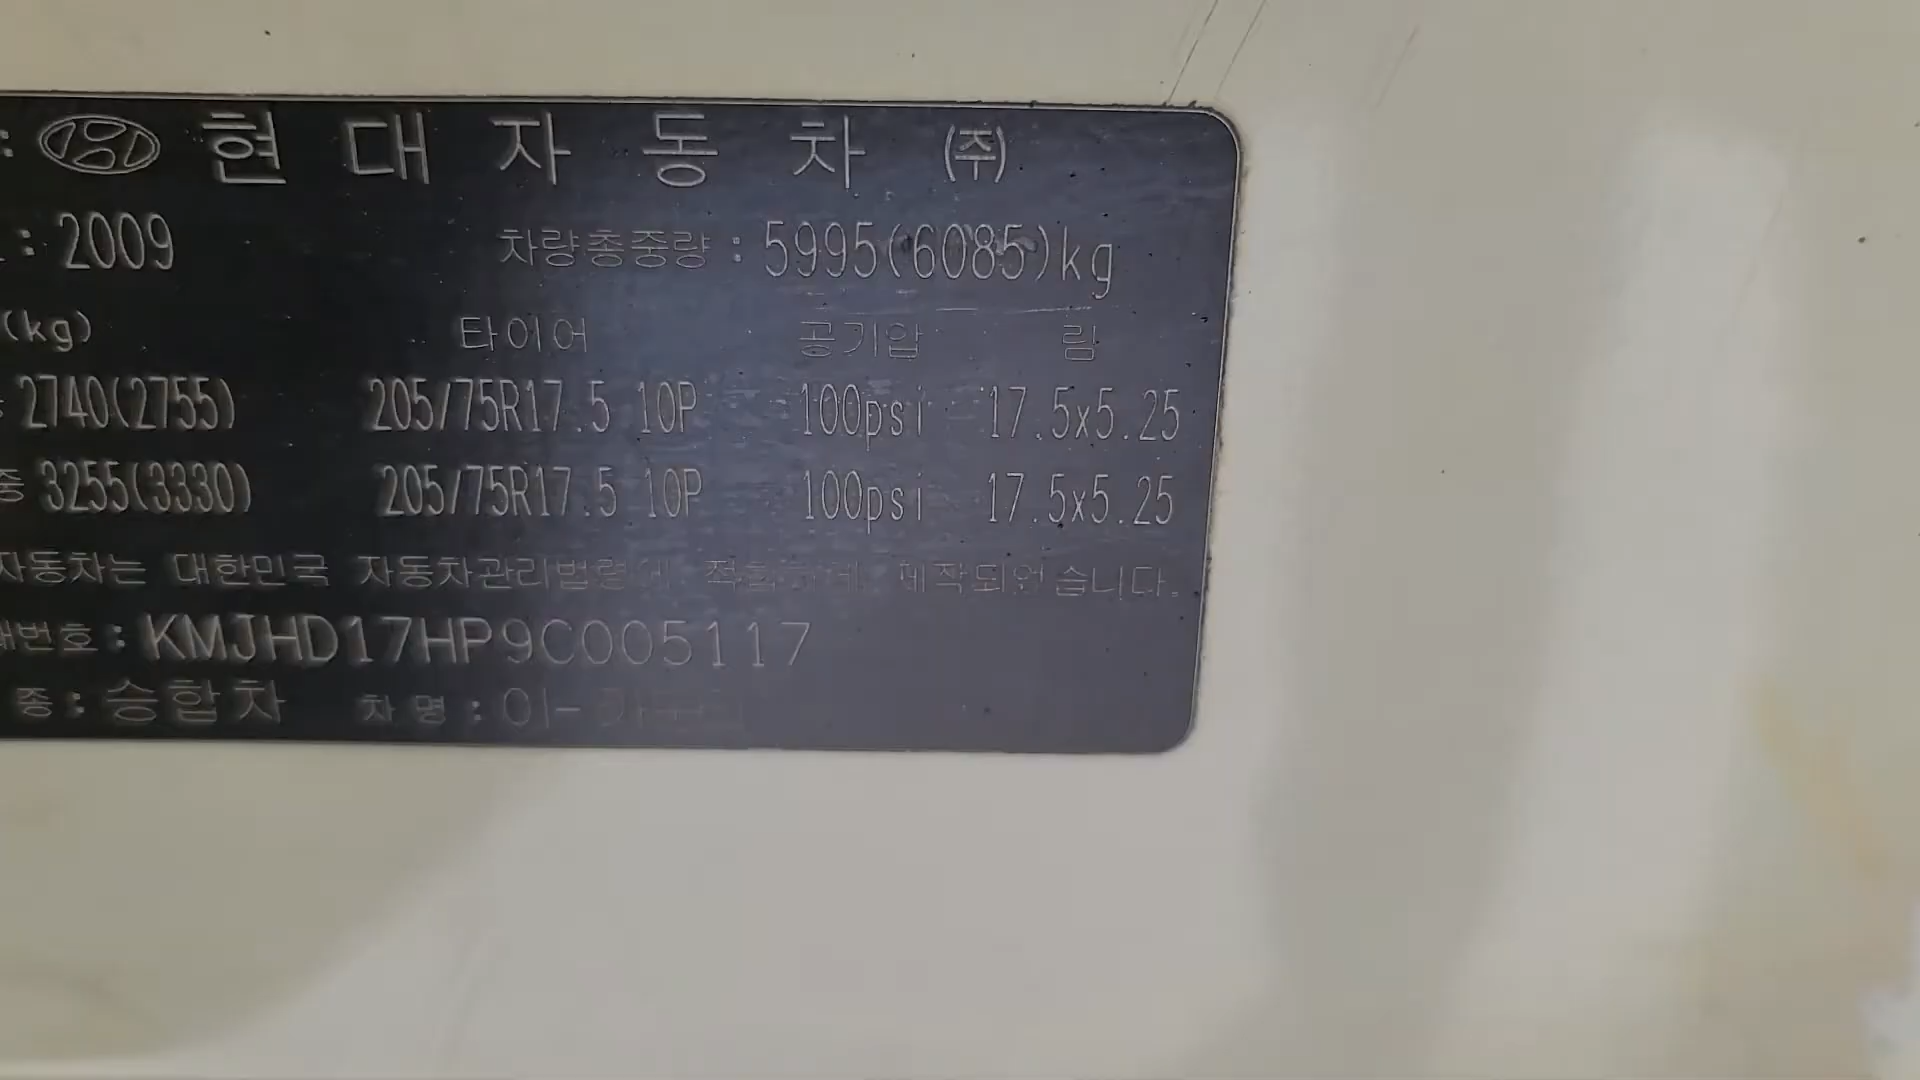 : 현대자동차 ㈜
: 2009 차량총중량 : 5995(6085)kg
(kg) 타이어 공기압 림
2740(2755) 205/75R17.5 10P 100psi 17.5x5.25
중 3255(3330) 205/75R17.5 10P 100psi 17.5x5.25
자동차는 대한민국 자동차관리법령에 적합하게 제작되었습니다.
대번호 : KMJHD17HP9C005117
종 : 승합차 차명 : 이-